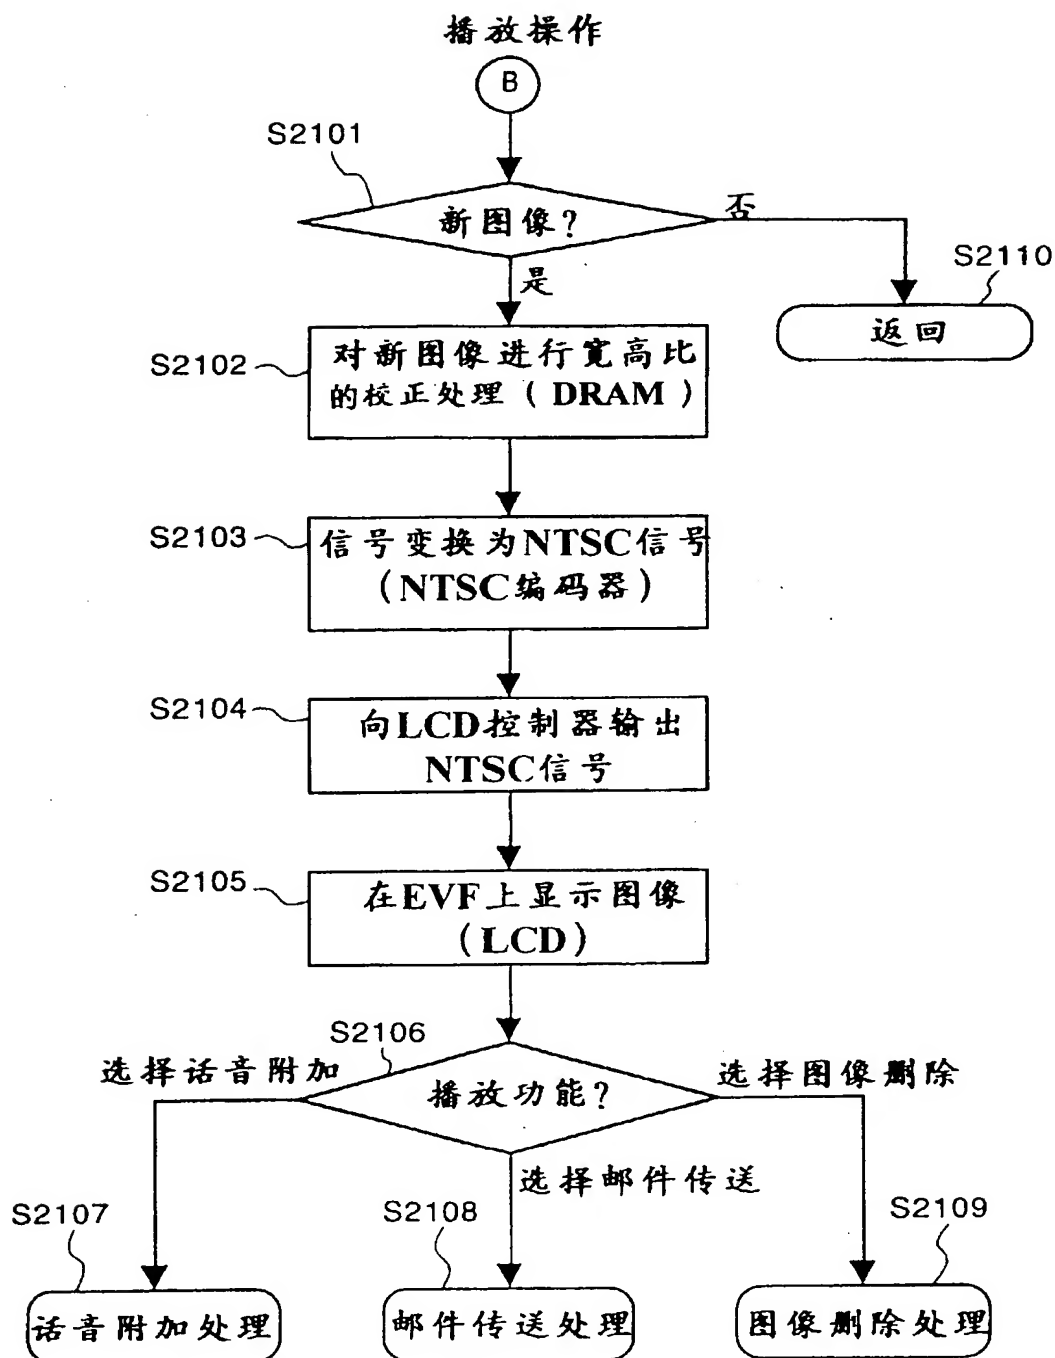 播放操作
B
S2101
新图像？
否
是
S2110
返回
S2102
对新图像进行宽高比
的校正处理（DRAM）
S2103
信号变换为NTSC信号
（NTSC编码器）
S2104
向LCD控制器输出
NTSC信号
S2105
在EVF上显示图像
（LCD）
S2106
选择话音附加
播放功能？
选择图像删除
选择邮件传送
S2107
S2108
S2109
话音附加处理
邮件传送处理
图像删除处理